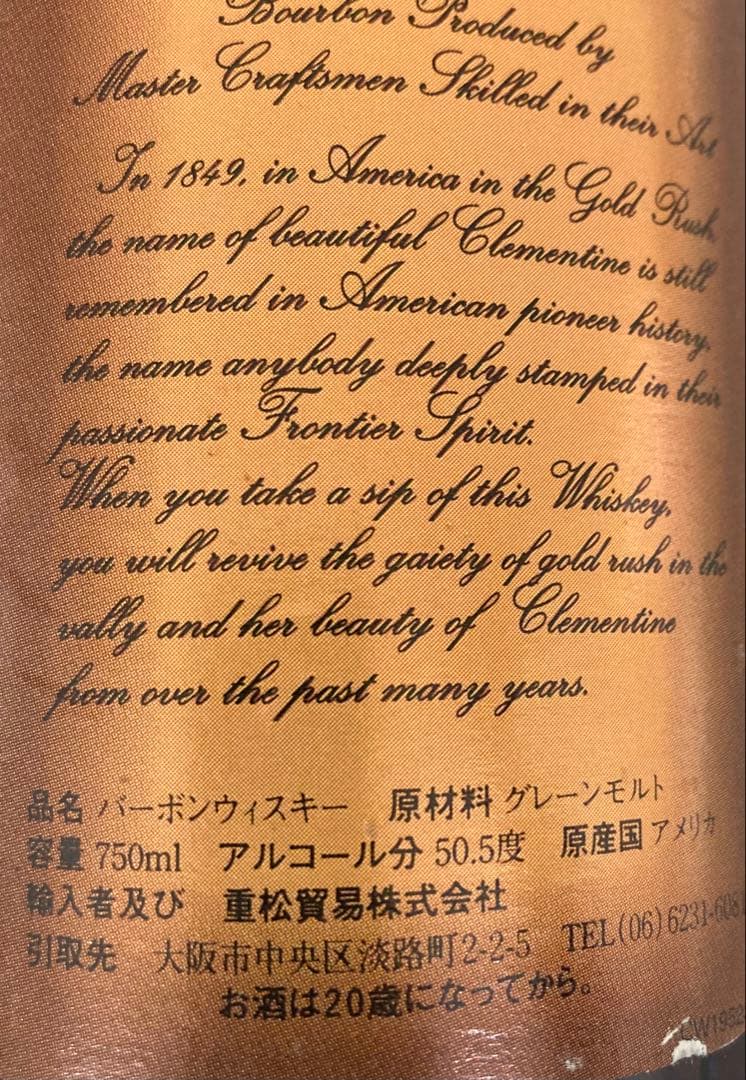 Bourbon Produced by
Master Craftsmen Skilled in their Art
In 1849, in America in the Gold Rush,
the name of beautiful Clementine is still
remembered in American pioneer history,
the name anybody deeply stamped in their
passionate Frontier Spirit.
When you take a sip of this Whiskey,
you will revive the gaiety of gold rush in the
vally and her beauty of Clementine
from over the past many years.
品名 バーボンウィスキー 原材料 グレーンモルト
容量 750ml アルコール分 50.5度 原産国 アメリカ
輸入者及び 重松貿易株式会社
引取先 大阪市中央区淡路町2-2-5 TEL(06)6231-608
お酒は20歳になってから。